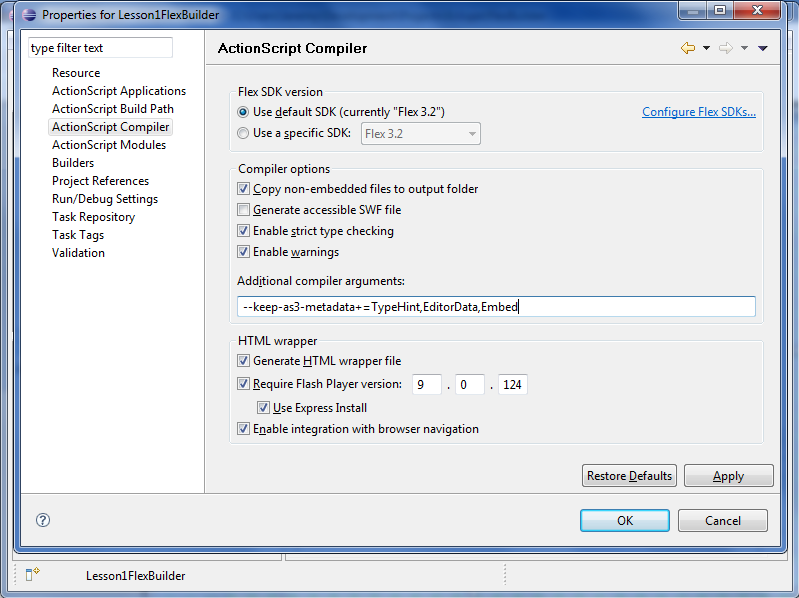 Properties for Lesson1FlexBuilder
type filter text
Resource
ActionScript Applications
ActionScript Build Path
ActionScript Compiler
ActionScript Modules
Builders
Project References
Run/Debug Settings
Task Repository
Task Tags
Validation
ActionScript Compiler
Flex SDK version
Use default SDK (currently "Flex 3.2")
Configure Flex SDKs...
Use a specific SDK: Flex 3.2
Compiler options
Copy non-embedded files to output folder
Generate accessible SWF file
Enable strict type checking
Enable warnings
Additional compiler arguments:
--keep-as3-metadata+=TypeHint,EditorData,Embed
HTML wrapper
Generate HTML wrapper file
Require Flash Player version: 9 . 0 . 124
Use Express Install
Enable integration with browser navigation
Restore Defaults Apply
OK Cancel
Lesson1FlexBuilder